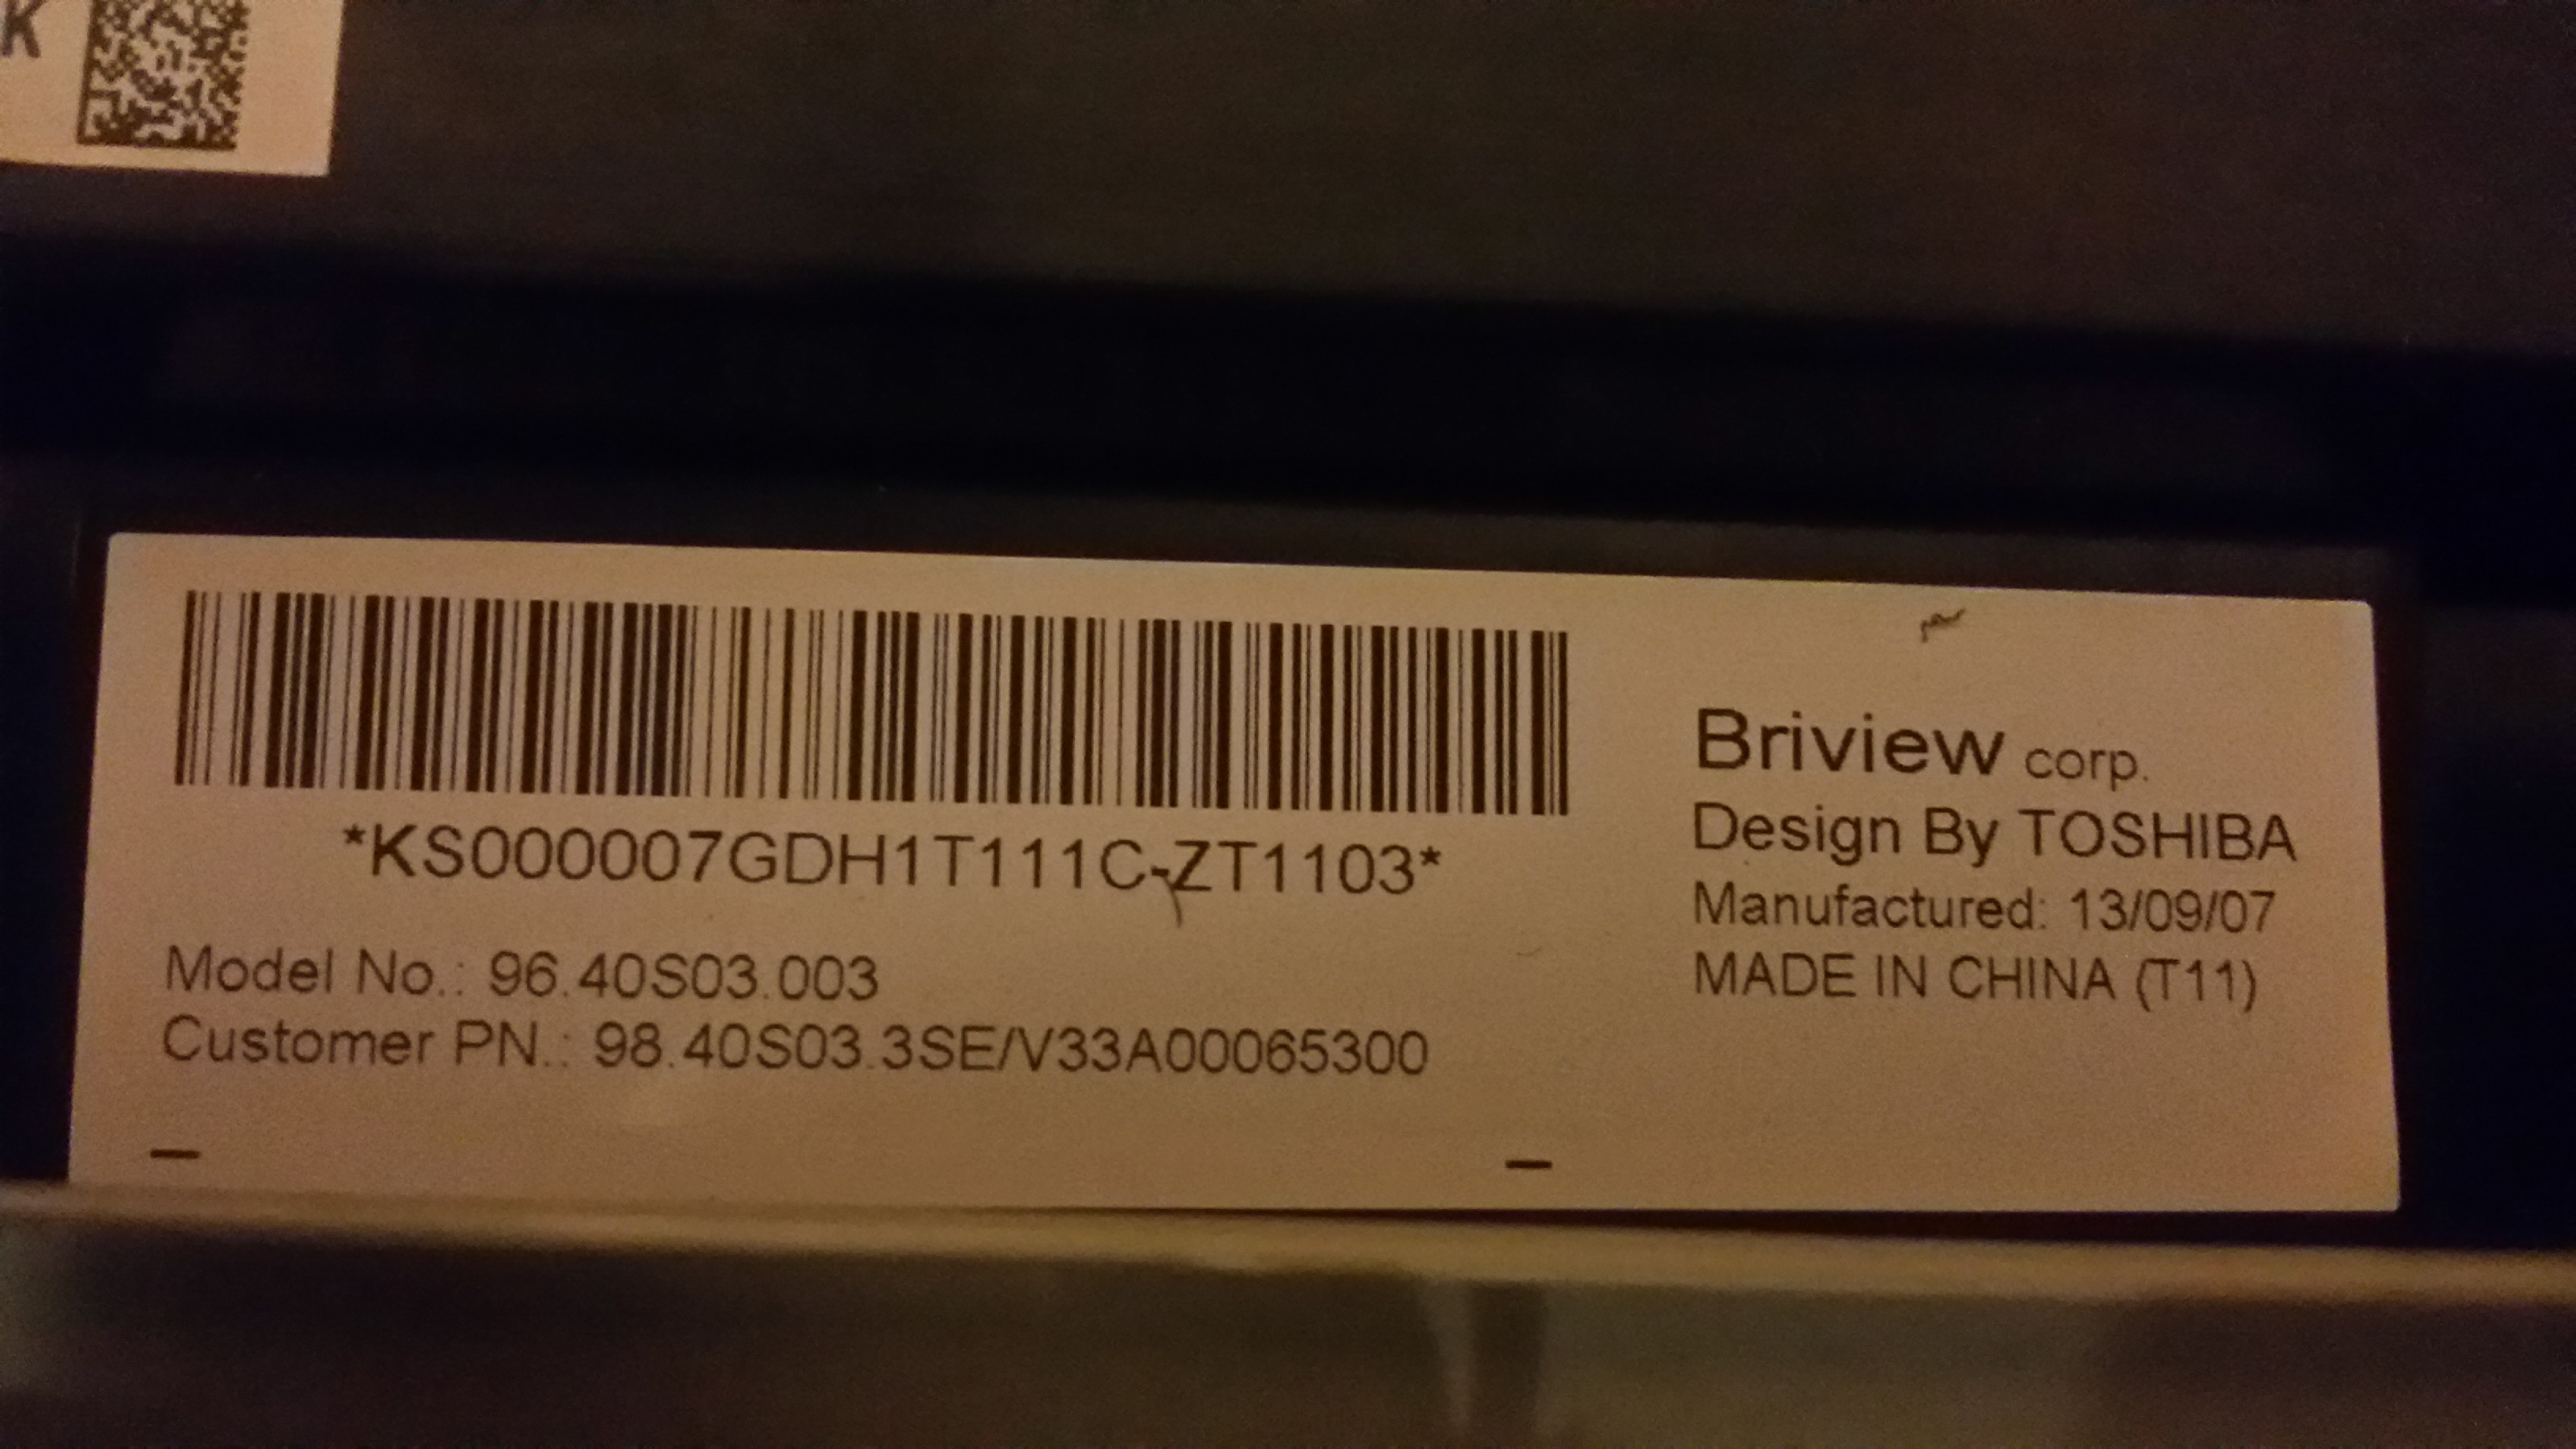 K
*KS000007GDH1T111C-ZT1103*
Model No.: 96.40S03.003
Customer PN.: 98.40S03.3SE/V33A00065300
Briview corp.
Design By TOSHIBA
Manufactured: 13/09/07
MADE IN CHINA (T11)